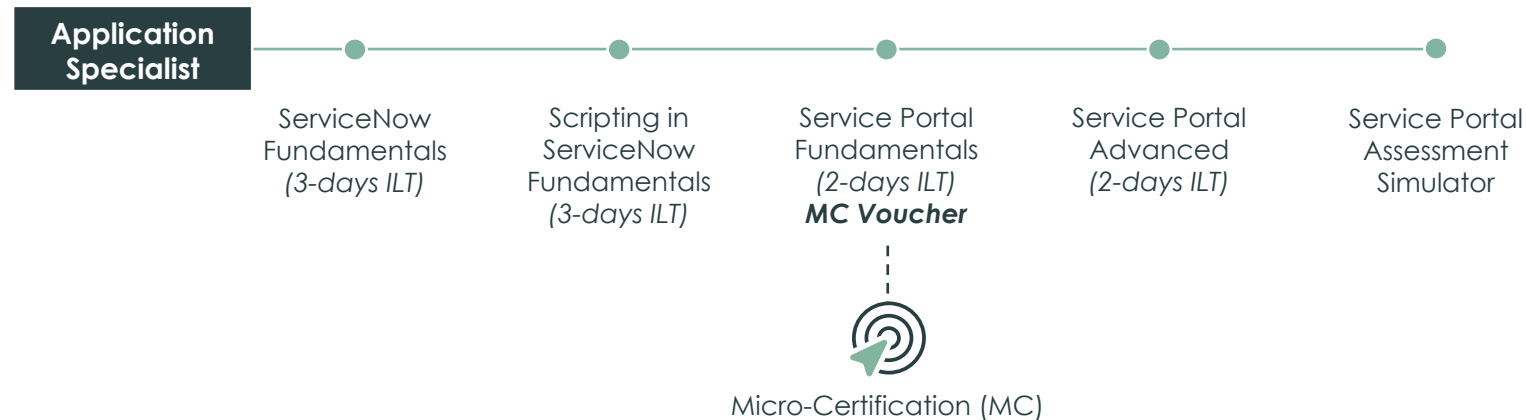 Application
Specialist
ServiceNow
Fundamentals
(3-days ILT)
Scripting in
ServiceNow
Fundamentals
(3-days ILT)
Service Portal
Fundamentals
(2-days ILT)
MC Voucher
Service Portal
Advanced
(2-days ILT)
Service Portal
Assessment
Simulator
Micro-Certification (MC)